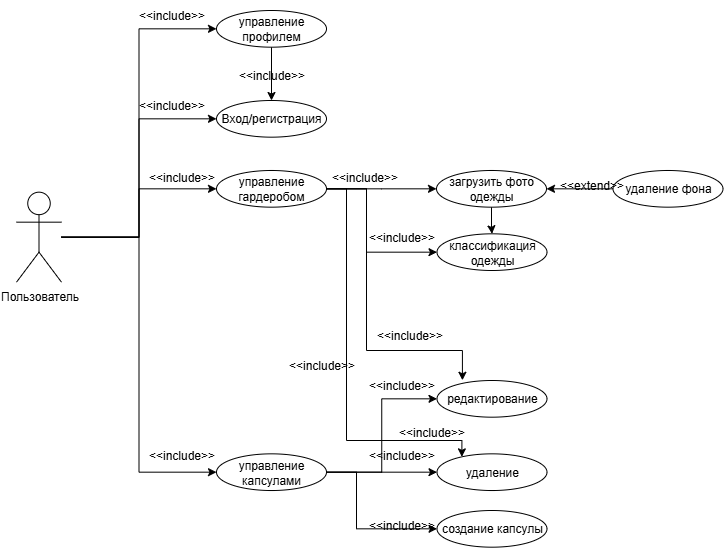 <<include>>
управление
профилем
<<include>>
<<include>>
Вход/регистрация
<<include>>
управление
гардеробом
<<include>>
загрузить фото
одежды
<<extend>>
удаление фона
<<include>>
классификация
одежды
Пользователь
<<include>>
<<include>>
<<include>>
редактирование
<<include>>
<<include>>
управление
капсулами
<<include>>
удаление
<<include>>
создание капсулы